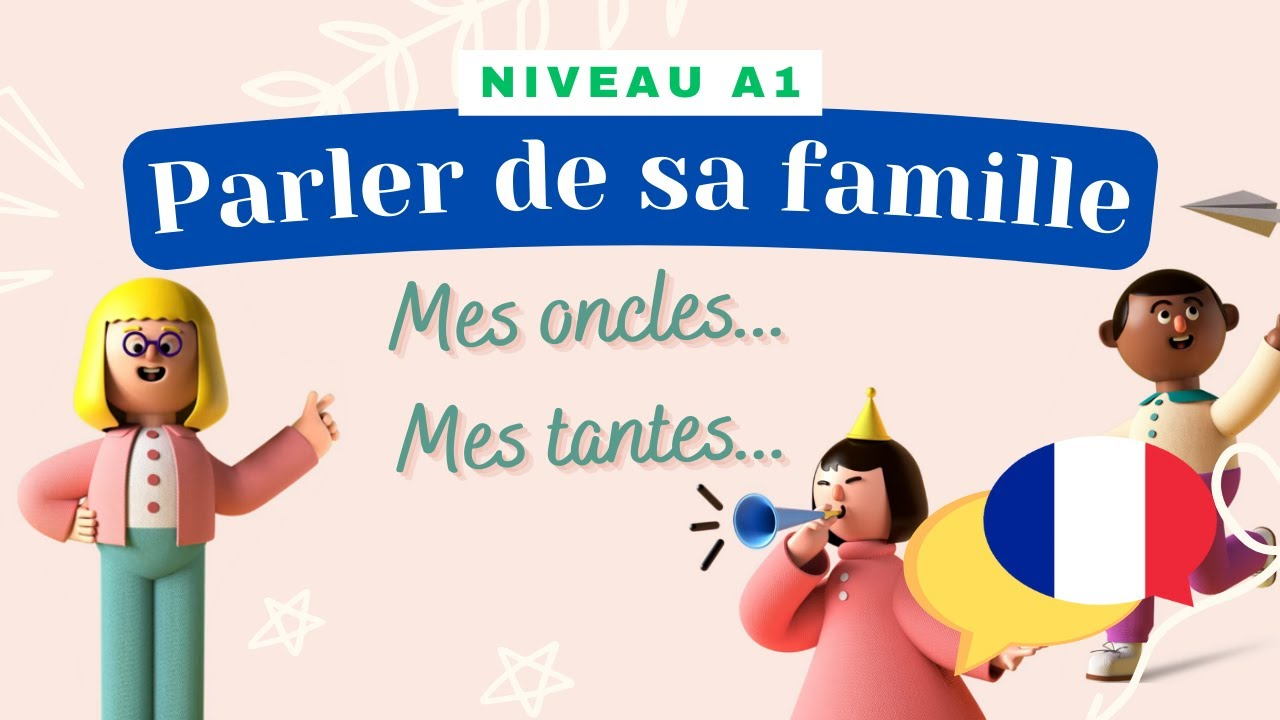 NIVEAU A1
Parler de sa famille
Mes oncles...
Mes tantes...